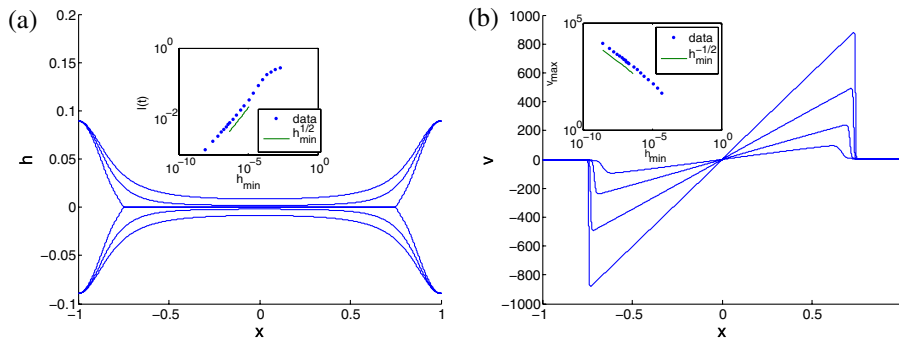 (a)
0.2
0.15
0.1
0.05
0
−0.05
−0.1
h
−1
−0.5
0
0.5
1
x
10^0
10^−2
l(t)
10^−10
10^−5
10^0
h_min
data
h_min^1/2
(b)
1000
800
600
400
200
0
−200
−400
−600
−800
−1000
v
−1
−0.5
0
0.5
x
10^5
10^0
v_max
10^−10
10^−5
10^0
h_min
data
h_min^−1/2